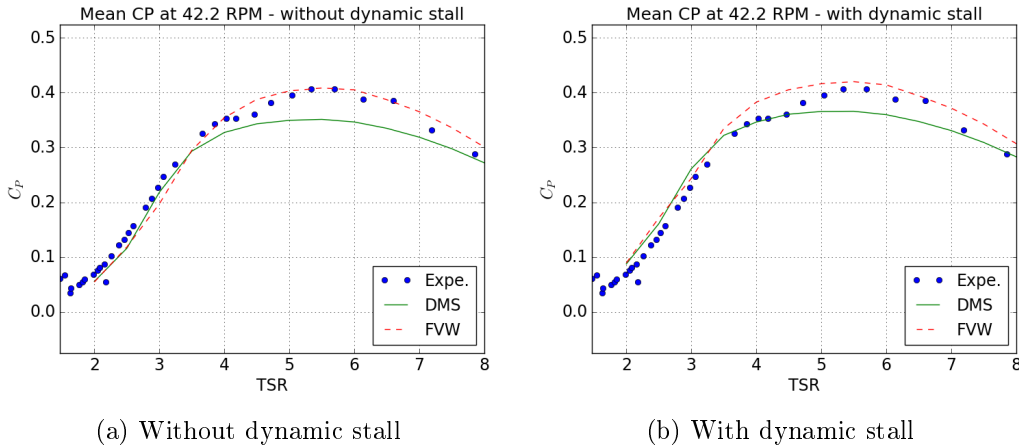 Mean CP at 42.2 RPM - without dynamic stall
0.5
0.4
0.3
0.2
0.1
0.0
C_P
2 3 4 5 6 7 8
TSR
Expe.
DMS
FVW
(a) Without dynamic stall
Mean CP at 42.2 RPM - with dynamic stall
0.5
0.4
0.3
0.2
0.1
0.0
C_P
2 3 4 5 6 7 8
TSR
Expe.
DMS
FVW
(b) With dynamic stall